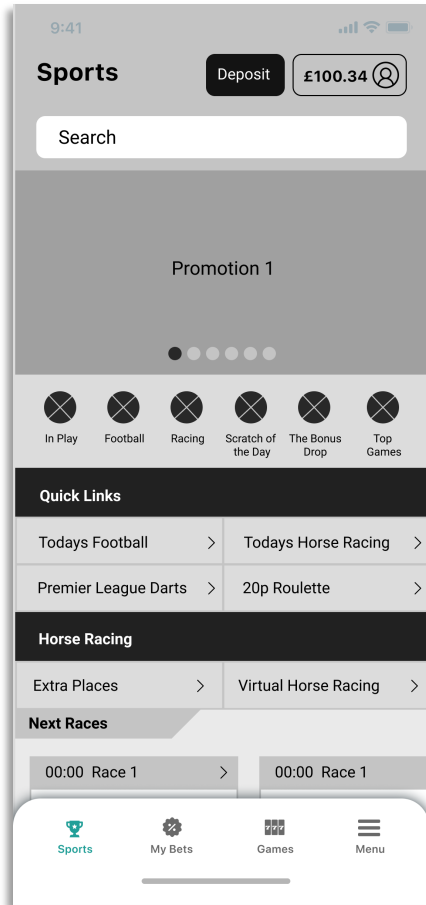 9:41
Sports
Deposit
£100.34
Search
Promotion 1
In Play
Football
Racing
Scratch of
the Day
The Bonus
Drop
Top
Games
Quick Links
Todays Football
Todays Horse Racing
Premier League Darts
20p Roulette
Horse Racing
Extra Places
Virtual Horse Racing
Next Races
00:00 Race 1
00:00 Race 1
Sports
My Bets
777
Games
Menu